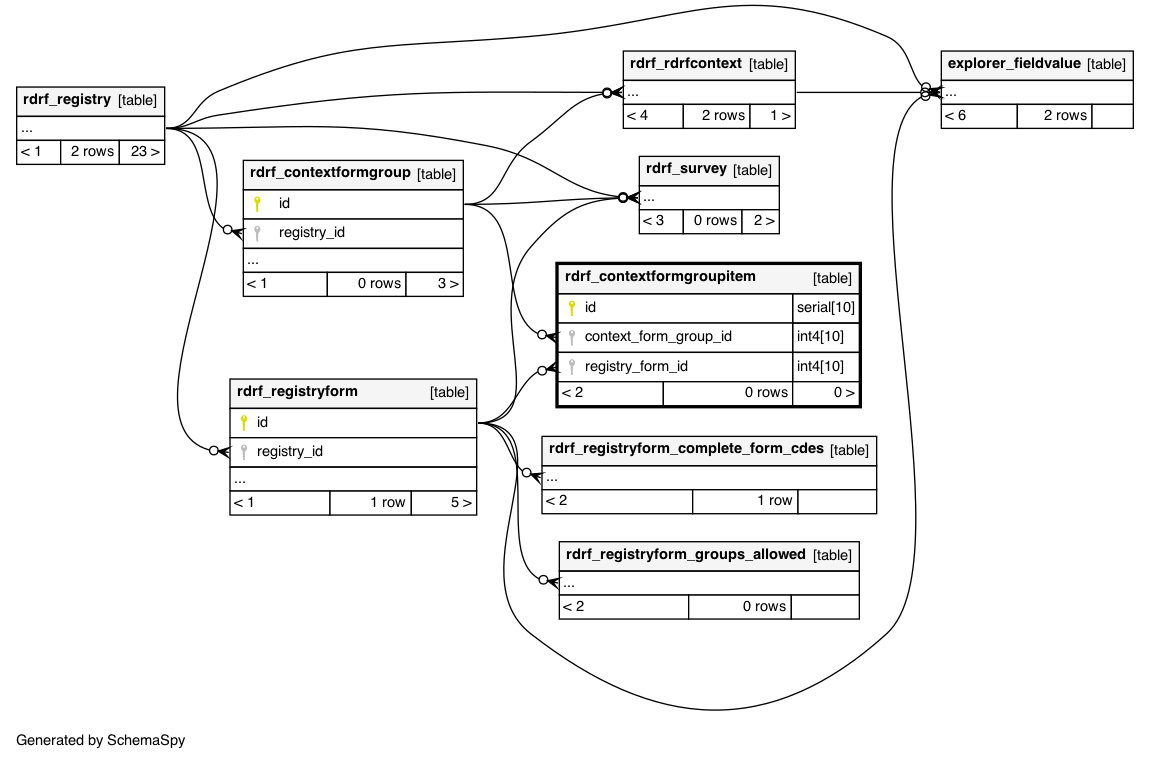 rdrf_registry [table]
...
< 1 2 rows 23 >
rdrf_contextformgroup [table]
id
registry_id
...
< 1 0 rows 3 >
rdrf_registryform [table]
id
registry_id
...
< 1 1 row 5 >
rdrf_rdrfcontext [table]
...
< 4 2 rows 1 >
rdrf_survey [table]
...
< 3 0 rows 2 >
rdrf_contextformgroupitem [table]
id serial[10]
context_form_group_id int4[10]
registry_form_id int4[10]
< 2 0 rows 0 >
rdrf_registryform_complete_form_cdes [table]
...
< 2 1 row
rdrf_registryform_groups_allowed [table]
...
< 2 0 rows
explorer_fieldvalue [table]
...
< 6 2 rows
Generated by SchemaSpy